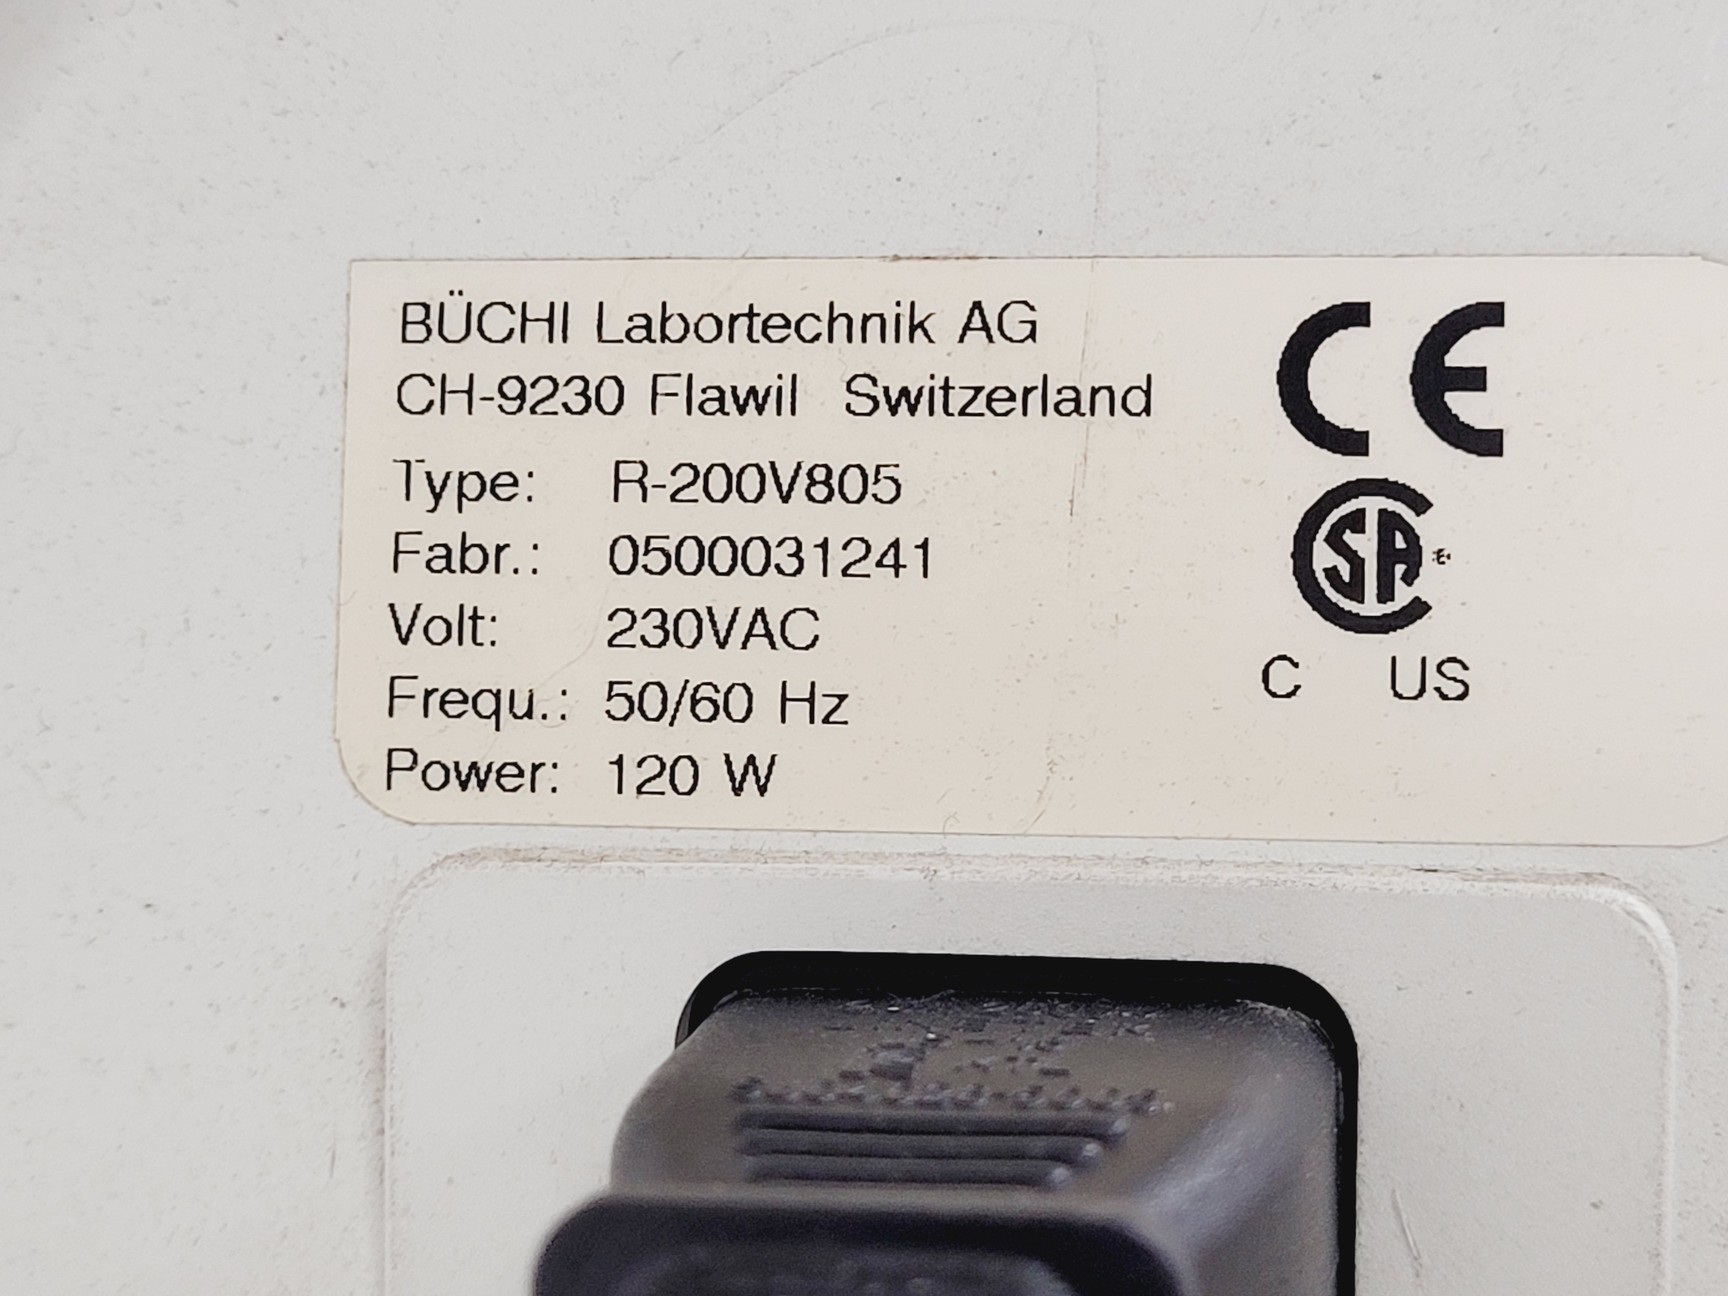 BÜCHI Labortechnik AG
CH-9230 Flawil Switzerland
Type: R-200V805
Fabr.: 0500031241
Volt: 230VAC
Frequ.: 50/60 Hz
Power: 120 W
CE
CSA
C US